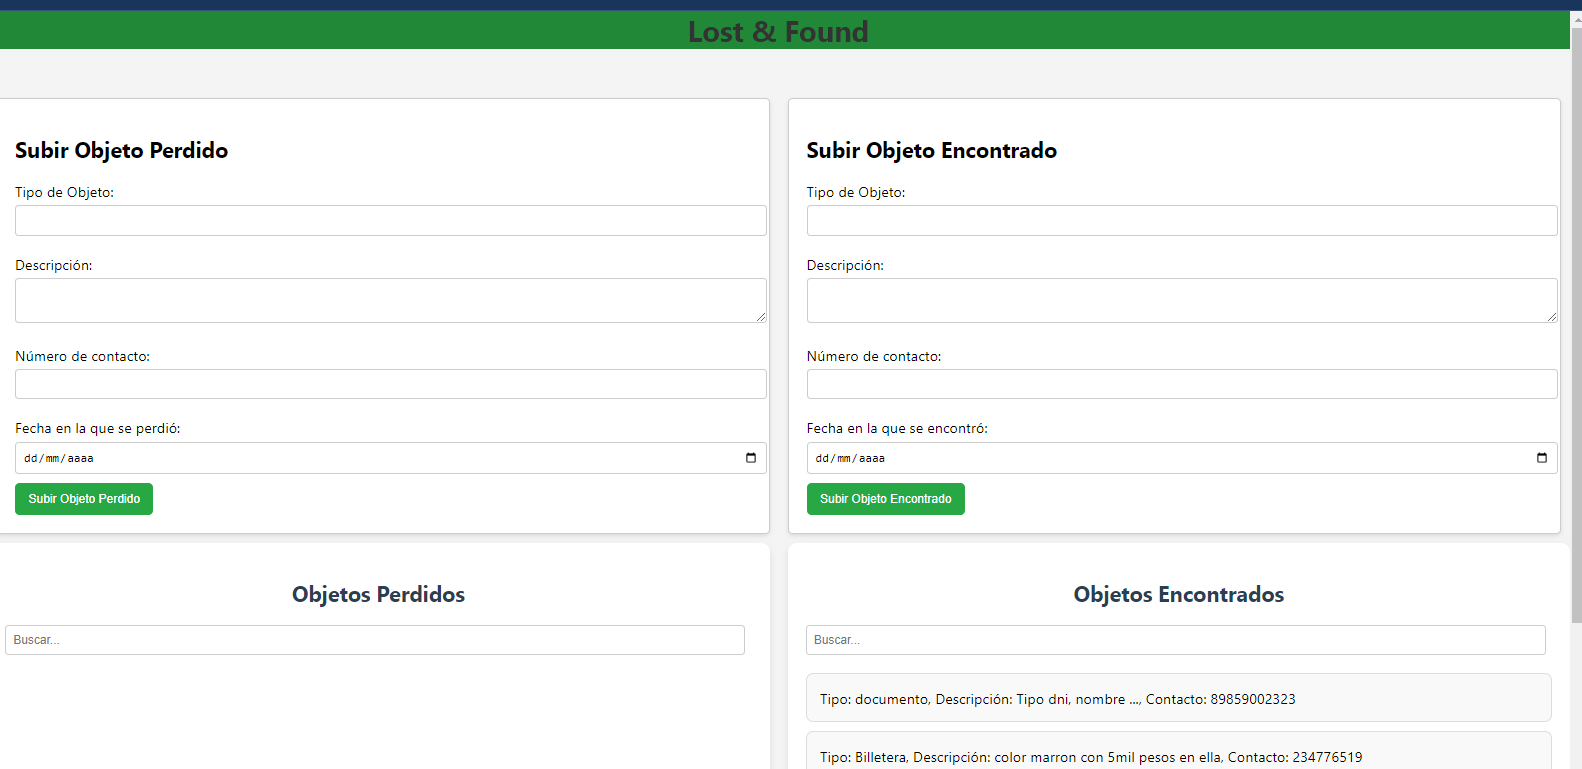 Lost & Found
Subir Objeto Perdido
Tipo de Objeto:
Descripción:
Número de contacto:
Fecha en la que se perdió:
dd/mm/aaaa
Subir Objeto Perdido
Subir Objeto Encontrado
Tipo de Objeto:
Descripción:
Número de contacto:
Fecha en la que se encontró:
dd/mm/aaaa
Subir Objeto Encontrado
Objetos Perdidos
Buscar...
Objetos Encontrados
Buscar...
Tipo: documento, Descripción: Tipo dni, nombre ..., Contacto: 89859002323
Tipo: Billetera, Descripción: color marron con 5mil pesos en ella, Contacto: 234776519